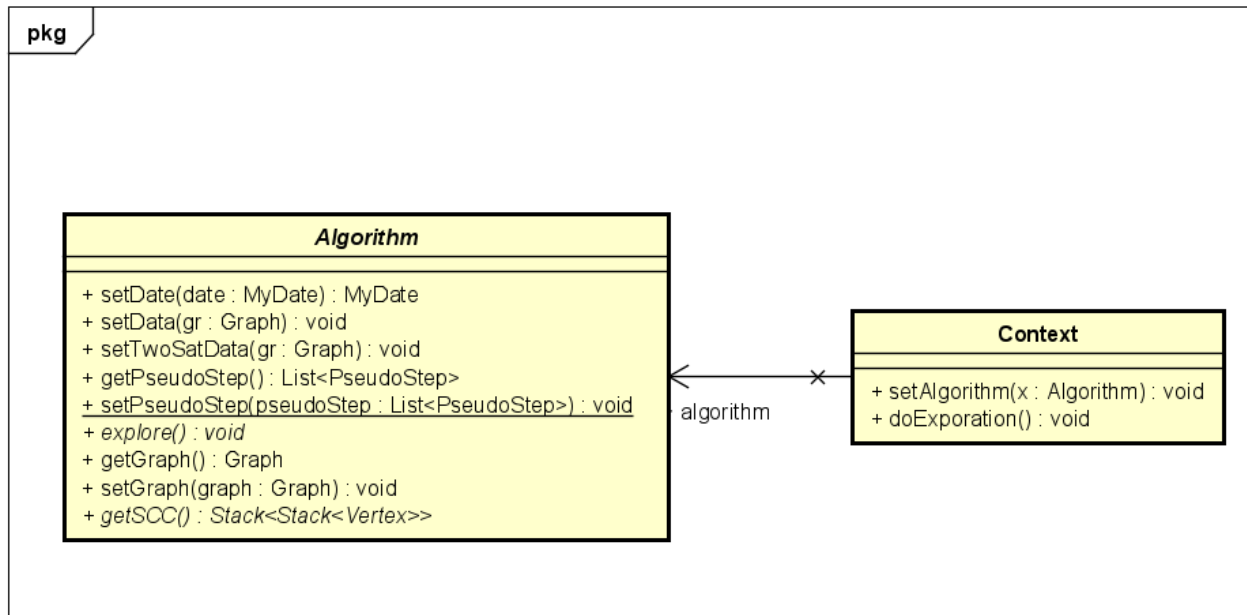 pkg
Algorithm
+ setDate(date : MyDate) : MyDate
+ setData(gr : Graph) : void
+ setTwoSatData(gr : Graph) : void
+ getPseudoStep() : List<PseudoStep>
+ setPseudoStep(pseudoStep : List<PseudoStep>) : void
+ explore() : void
+ getGraph() : Graph
+ setGraph(graph : Graph) : void
+ getSCC() : Stack<Stack<Vertex>>
algorithm
Context
+ setAlgorithm(x : Algorithm) : void
+ doExporation() : void